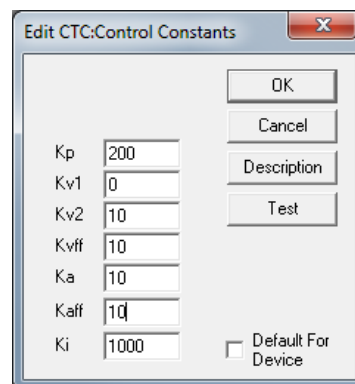 Edit CTC:Control Constants
OK
Cancel
Description
Test
Kp 200
Kv1 0
Kv2 10
Kvff 10
Ka 10
Kaff 10
Ki 1000
Default For
Device